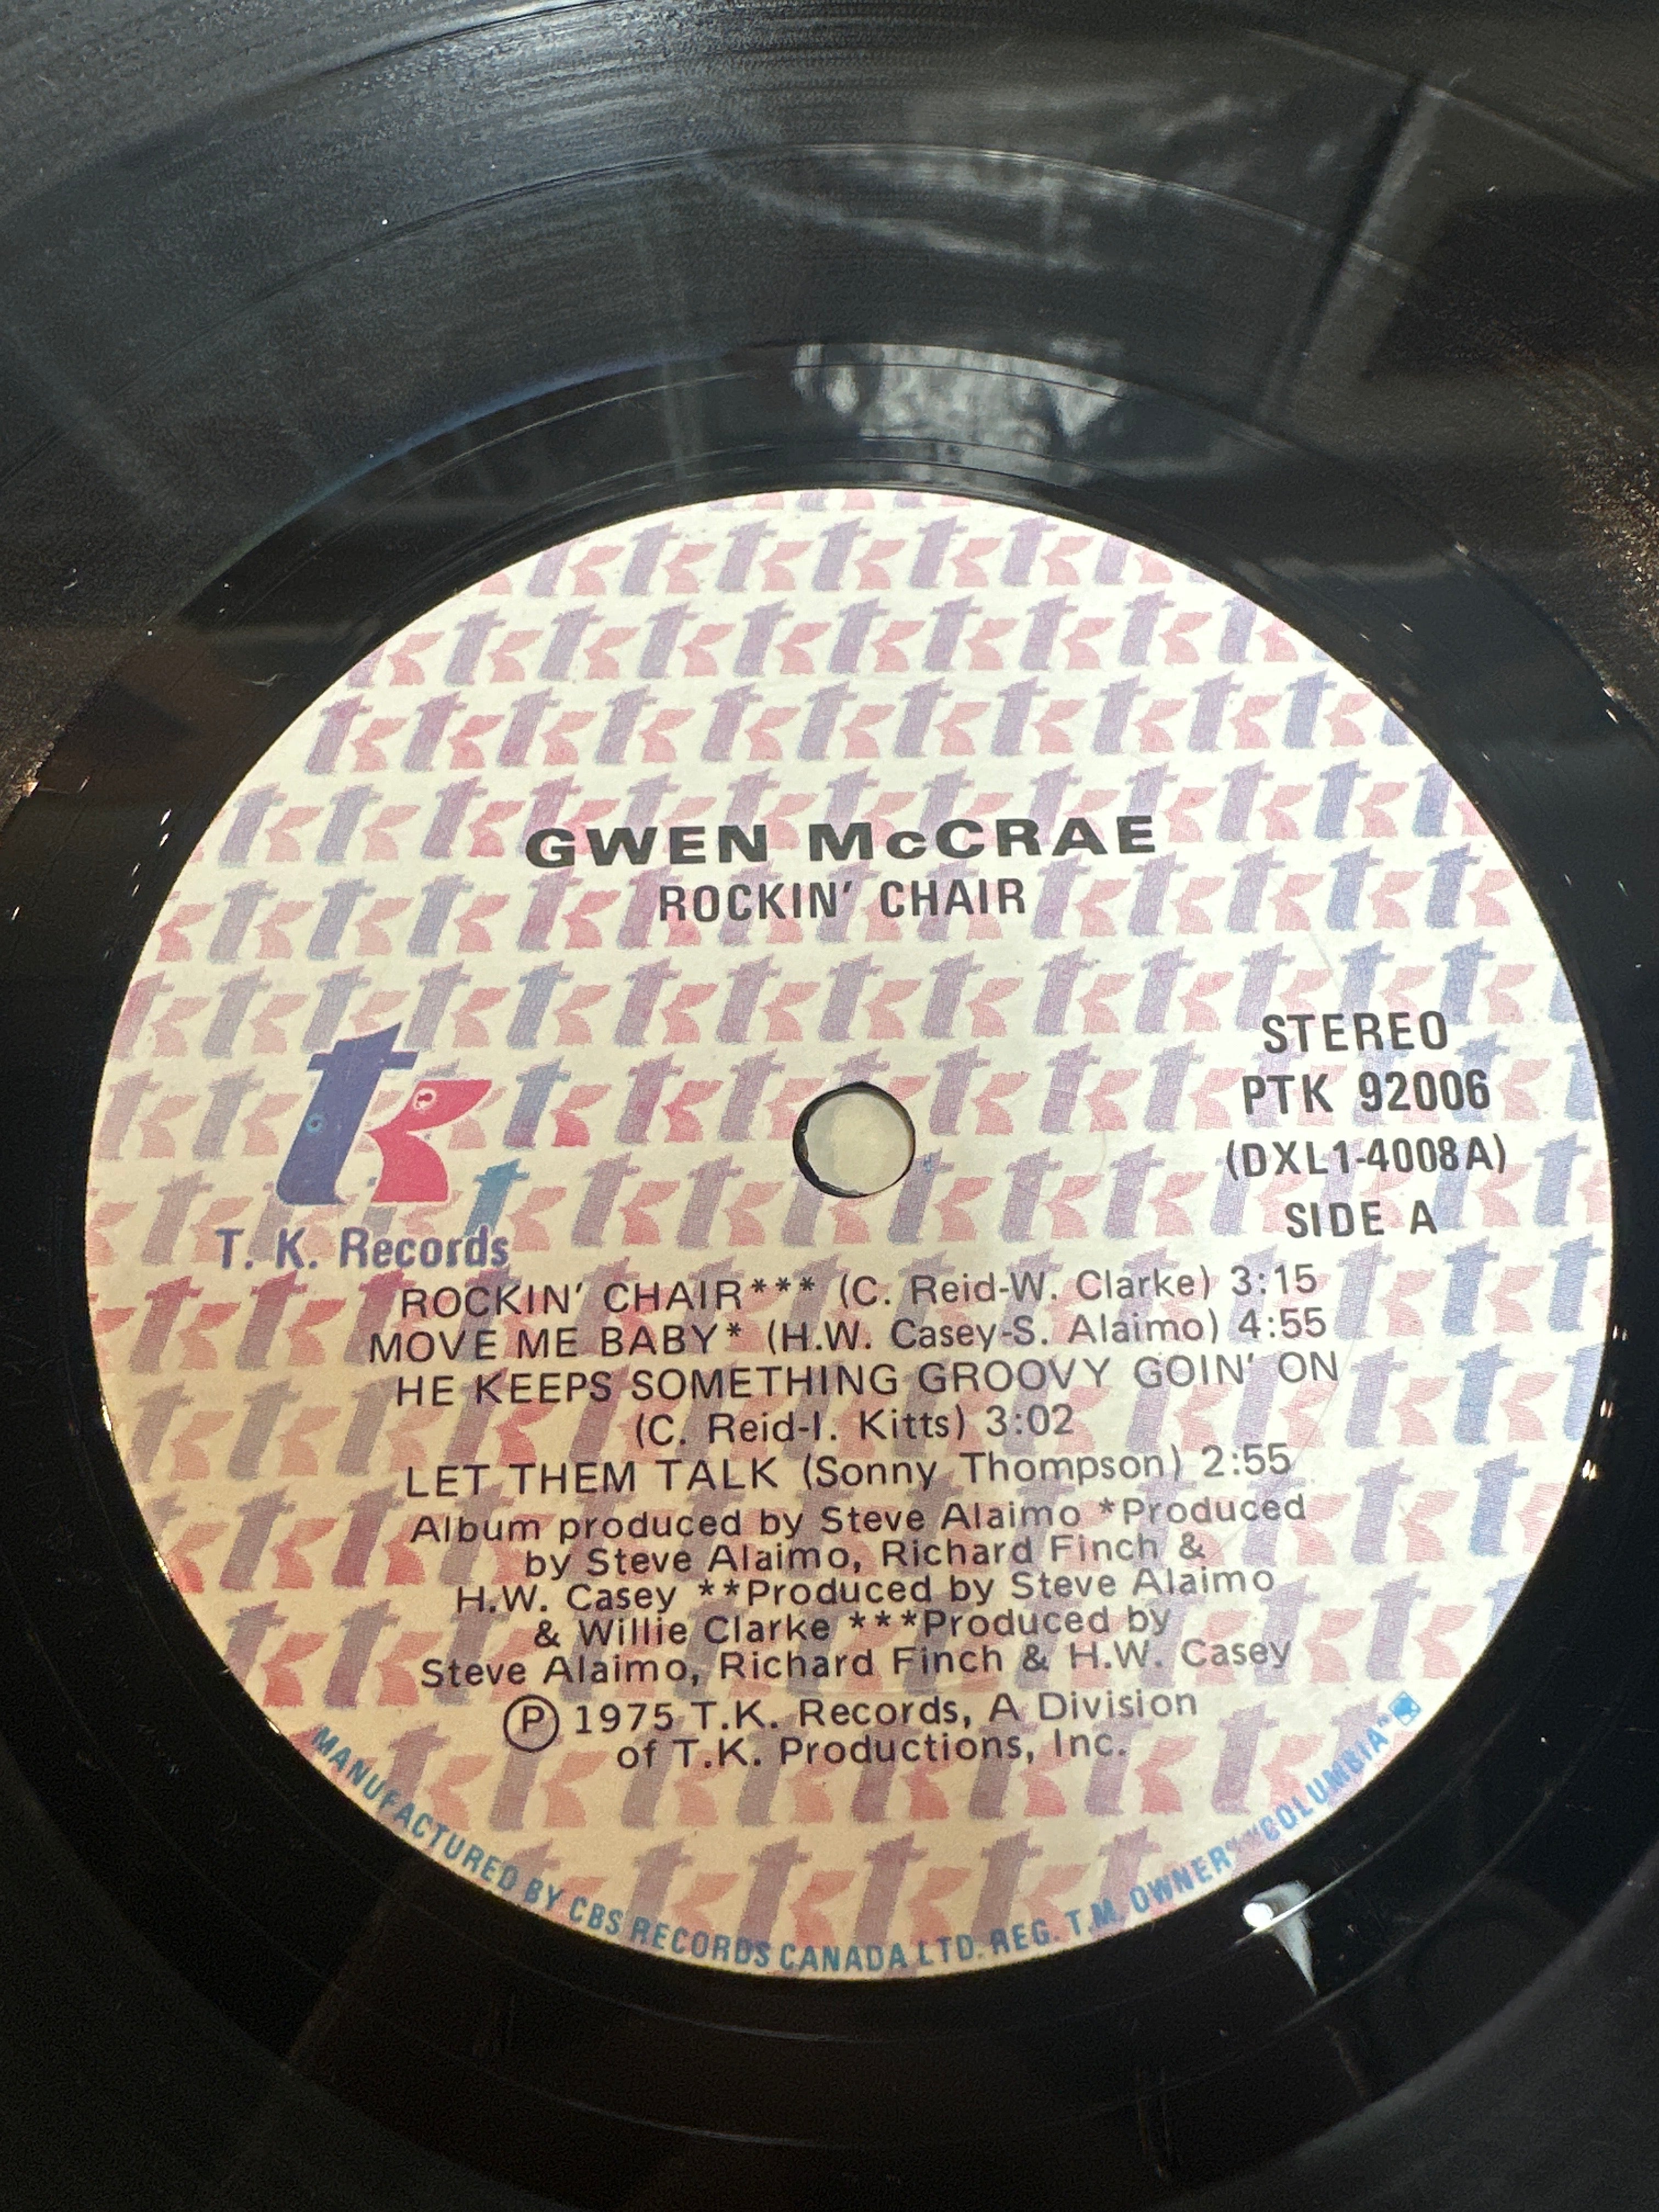 GWEN McCRAE
ROCKIN' CHAIR
tk
T. K. Records
STEREO
PTK 92006
(DXL1-4008A)
SIDE A
ROCKIN' CHAIR*** (C. Reid-W. Clarke) 3:15
MOVE ME BABY* (H.W. Casey-S. Alaimo) 4:55
HE KEEPS SOMETHING GROOVY GOIN' ON
(C. Reid-I. Kitts) 3:02
LET THEM TALK (Sonny Thompson) 2:55
Album produced by Steve Alaimo *Produced
by Steve Alaimo, Richard Finch &
H.W. Casey **Produced by Steve Alaimo
& Willie Clarke ***Produced by
Steve Alaimo, Richard Finch & H.W. Casey
Ⓟ 1975 T.K. Records, A Division
of T.K. Productions, Inc.
MANUFACTURED BY CBS RECORDS CANADA LTD. REG. T.M. OWNER* *COLUMBIA*